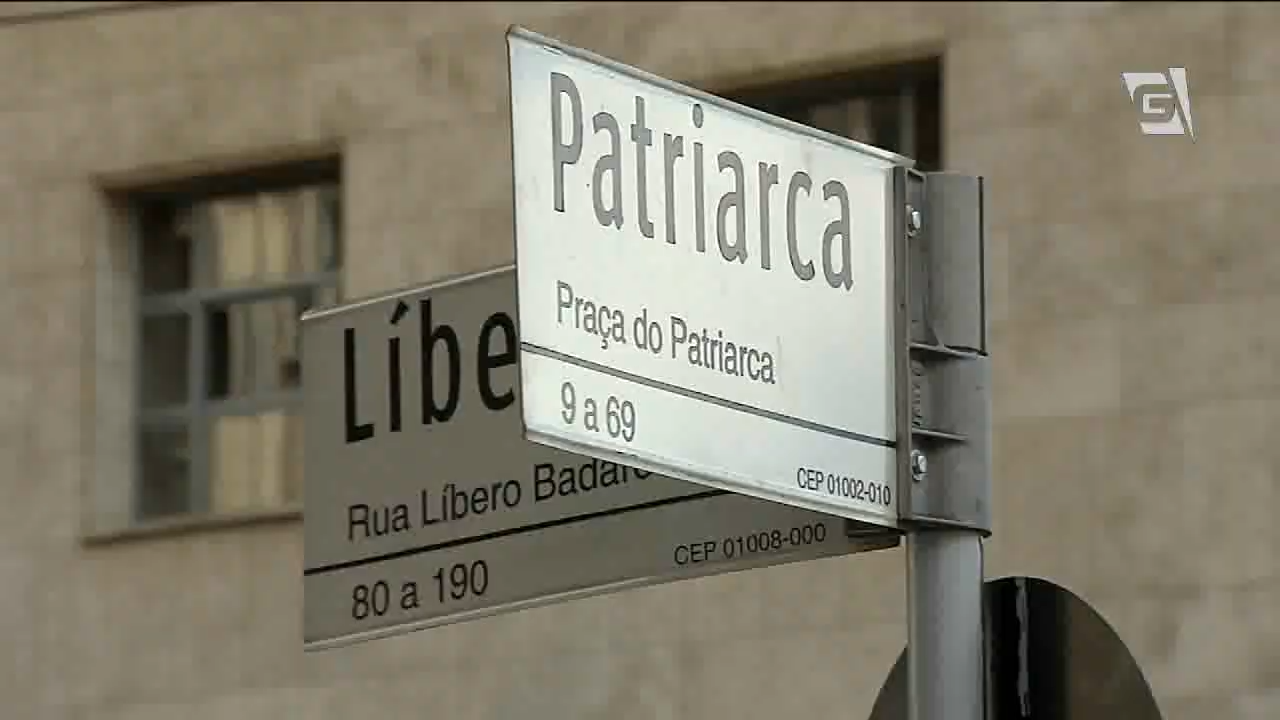 Patriarca
Praça do Patriarca
9 a 69
CEP 01002-010
Líbe
Rua Líbero Badaró
80 a 190
CEP 01008-000
G